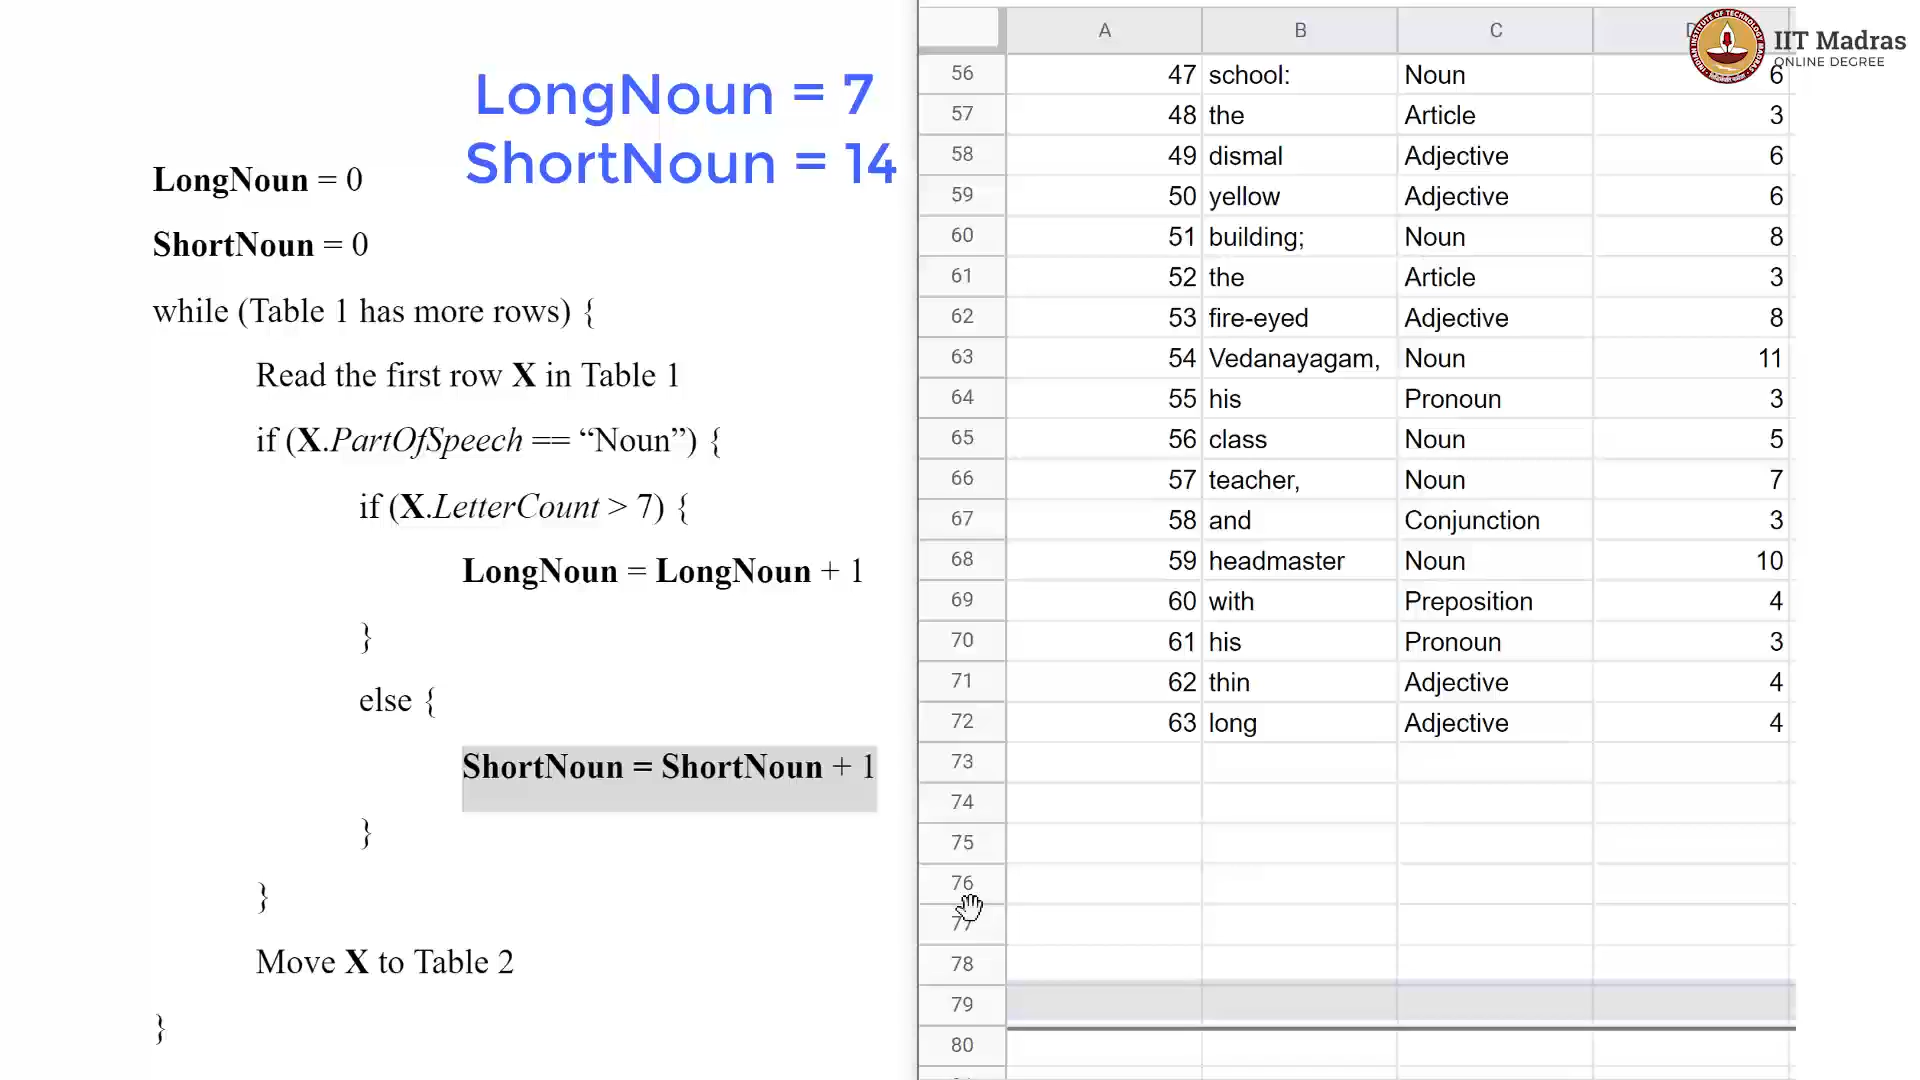 LongNoun = 7
ShortNoun = 14
LongNoun = 0
ShortNoun = 0
while (Table 1 has more rows) {
Read the first row X in Table 1
if (X.PartOfSpeech == “Noun”) {
if (X.LetterCount > 7) {
LongNoun = LongNoun + 1
}
else {
ShortNoun = ShortNoun + 1
}
}
Move X to Table 2
}
A B C D
56 47 school: Noun 6
57 48 the Article 3
58 49 dismal Adjective 6
59 50 yellow Adjective 6
60 51 building; Noun 8
61 52 the Article 3
62 53 fire-eyed Adjective 8
63 54 Vedanayagam, Noun 11
64 55 his Pronoun 3
65 56 class Noun 5
66 57 teacher, Noun 7
67 58 and Conjunction 3
68 59 headmaster Noun 10
69 60 with Preposition 4
70 61 his Pronoun 3
71 62 thin Adjective 4
72 63 long Adjective 4
73
74
75
76
77
78
79
80
IIT Madras
ONLINE DEGREE